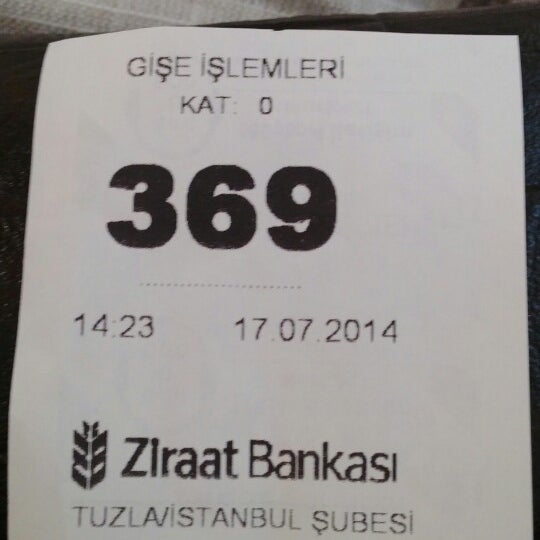 GİŞE İŞLEMLERİ
KAT: 0
369
14:23 17.07.2014
Ziraat Bankası
TUZLA/İSTANBUL ŞUBESİ